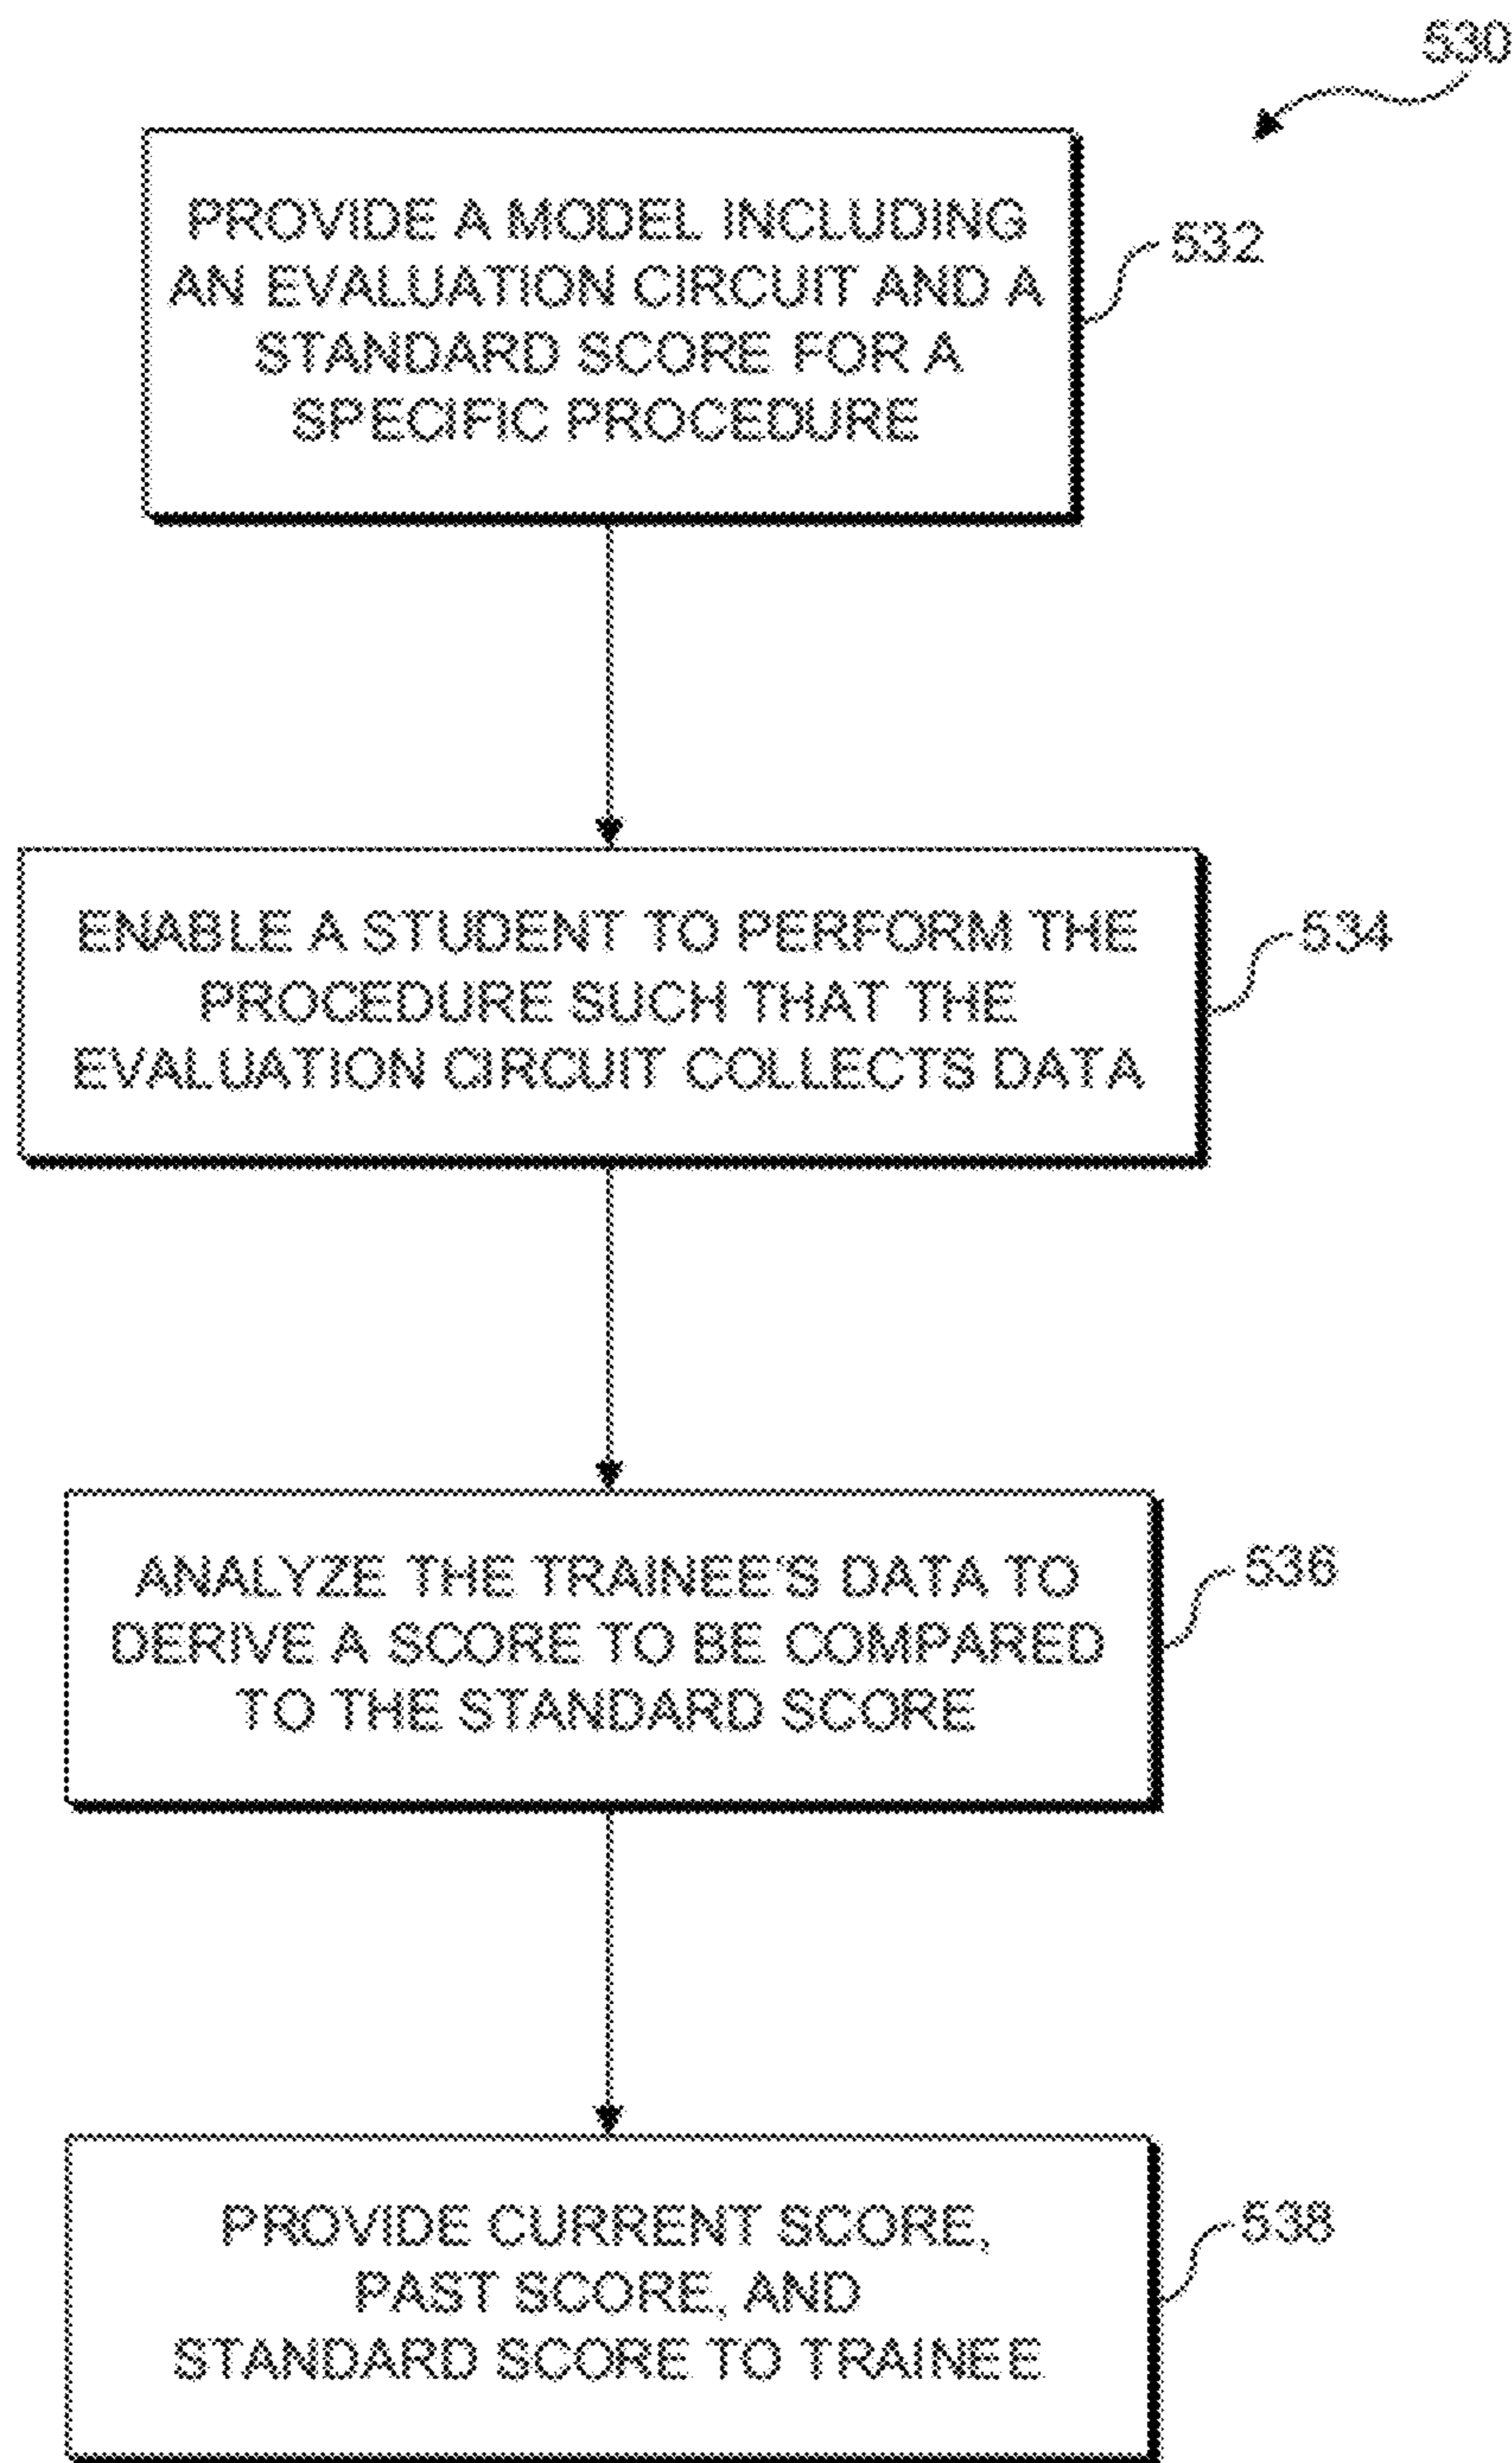 530
PROVIDE A MODEL INCLUDING
AN EVALUATION CIRCUIT AND A
STANDARD SCORE FOR A
SPECIFIC PROCEDURE
532
ENABLE A STUDENT TO PERFORM THE
PROCEDURE SUCH THAT THE
EVALUATION CIRCUIT COLLECTS DATA
534
ANALYZE THE TRAINEE'S DATA TO
DERIVE A SCORE TO BE COMPARED
TO THE STANDARD SCORE
536
PROVIDE CURRENT SCORE,
PAST SCORE, AND
STANDARD SCORE TO TRAINEE
538